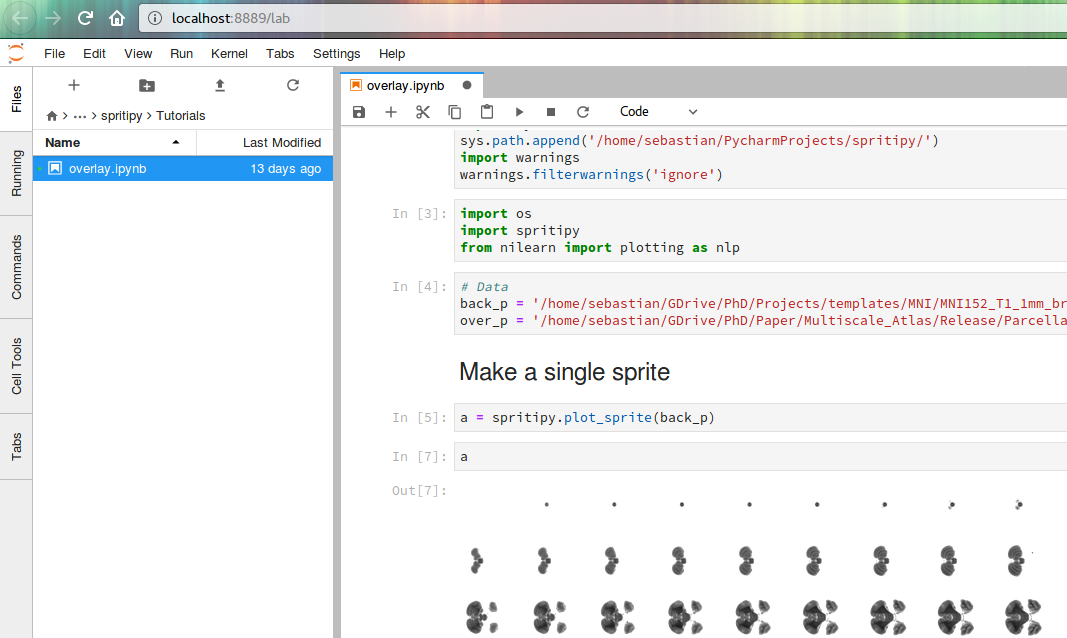 localhost:8889/lab
File Edit View Run Kernel Tabs Settings Help
Files
Running
Commands
Cell Tools
Tabs
... > spritipy > Tutorials
Name Last Modified
overlay.ipynb 13 days ago
overlay.ipynb
Code
sys.path.append('/home/sebastian/PycharmProjects/spritipy/')
import warnings
warnings.filterwarnings('ignore')
In [3]: import os
import spritipy
from nilearn import plotting as nlp
In [4]: # Data
back_p = '/home/sebastian/GDrive/PhD/Projects/templates/MNI/MNI152_T1_1mm_br
over_p = '/home/sebastian/GDrive/PhD/Paper/Multiscale_Atlas/Release/Parcella
Make a single sprite
In [5]: a = spritipy.plot_sprite(back_p)
In [7]: a
Out[7]: